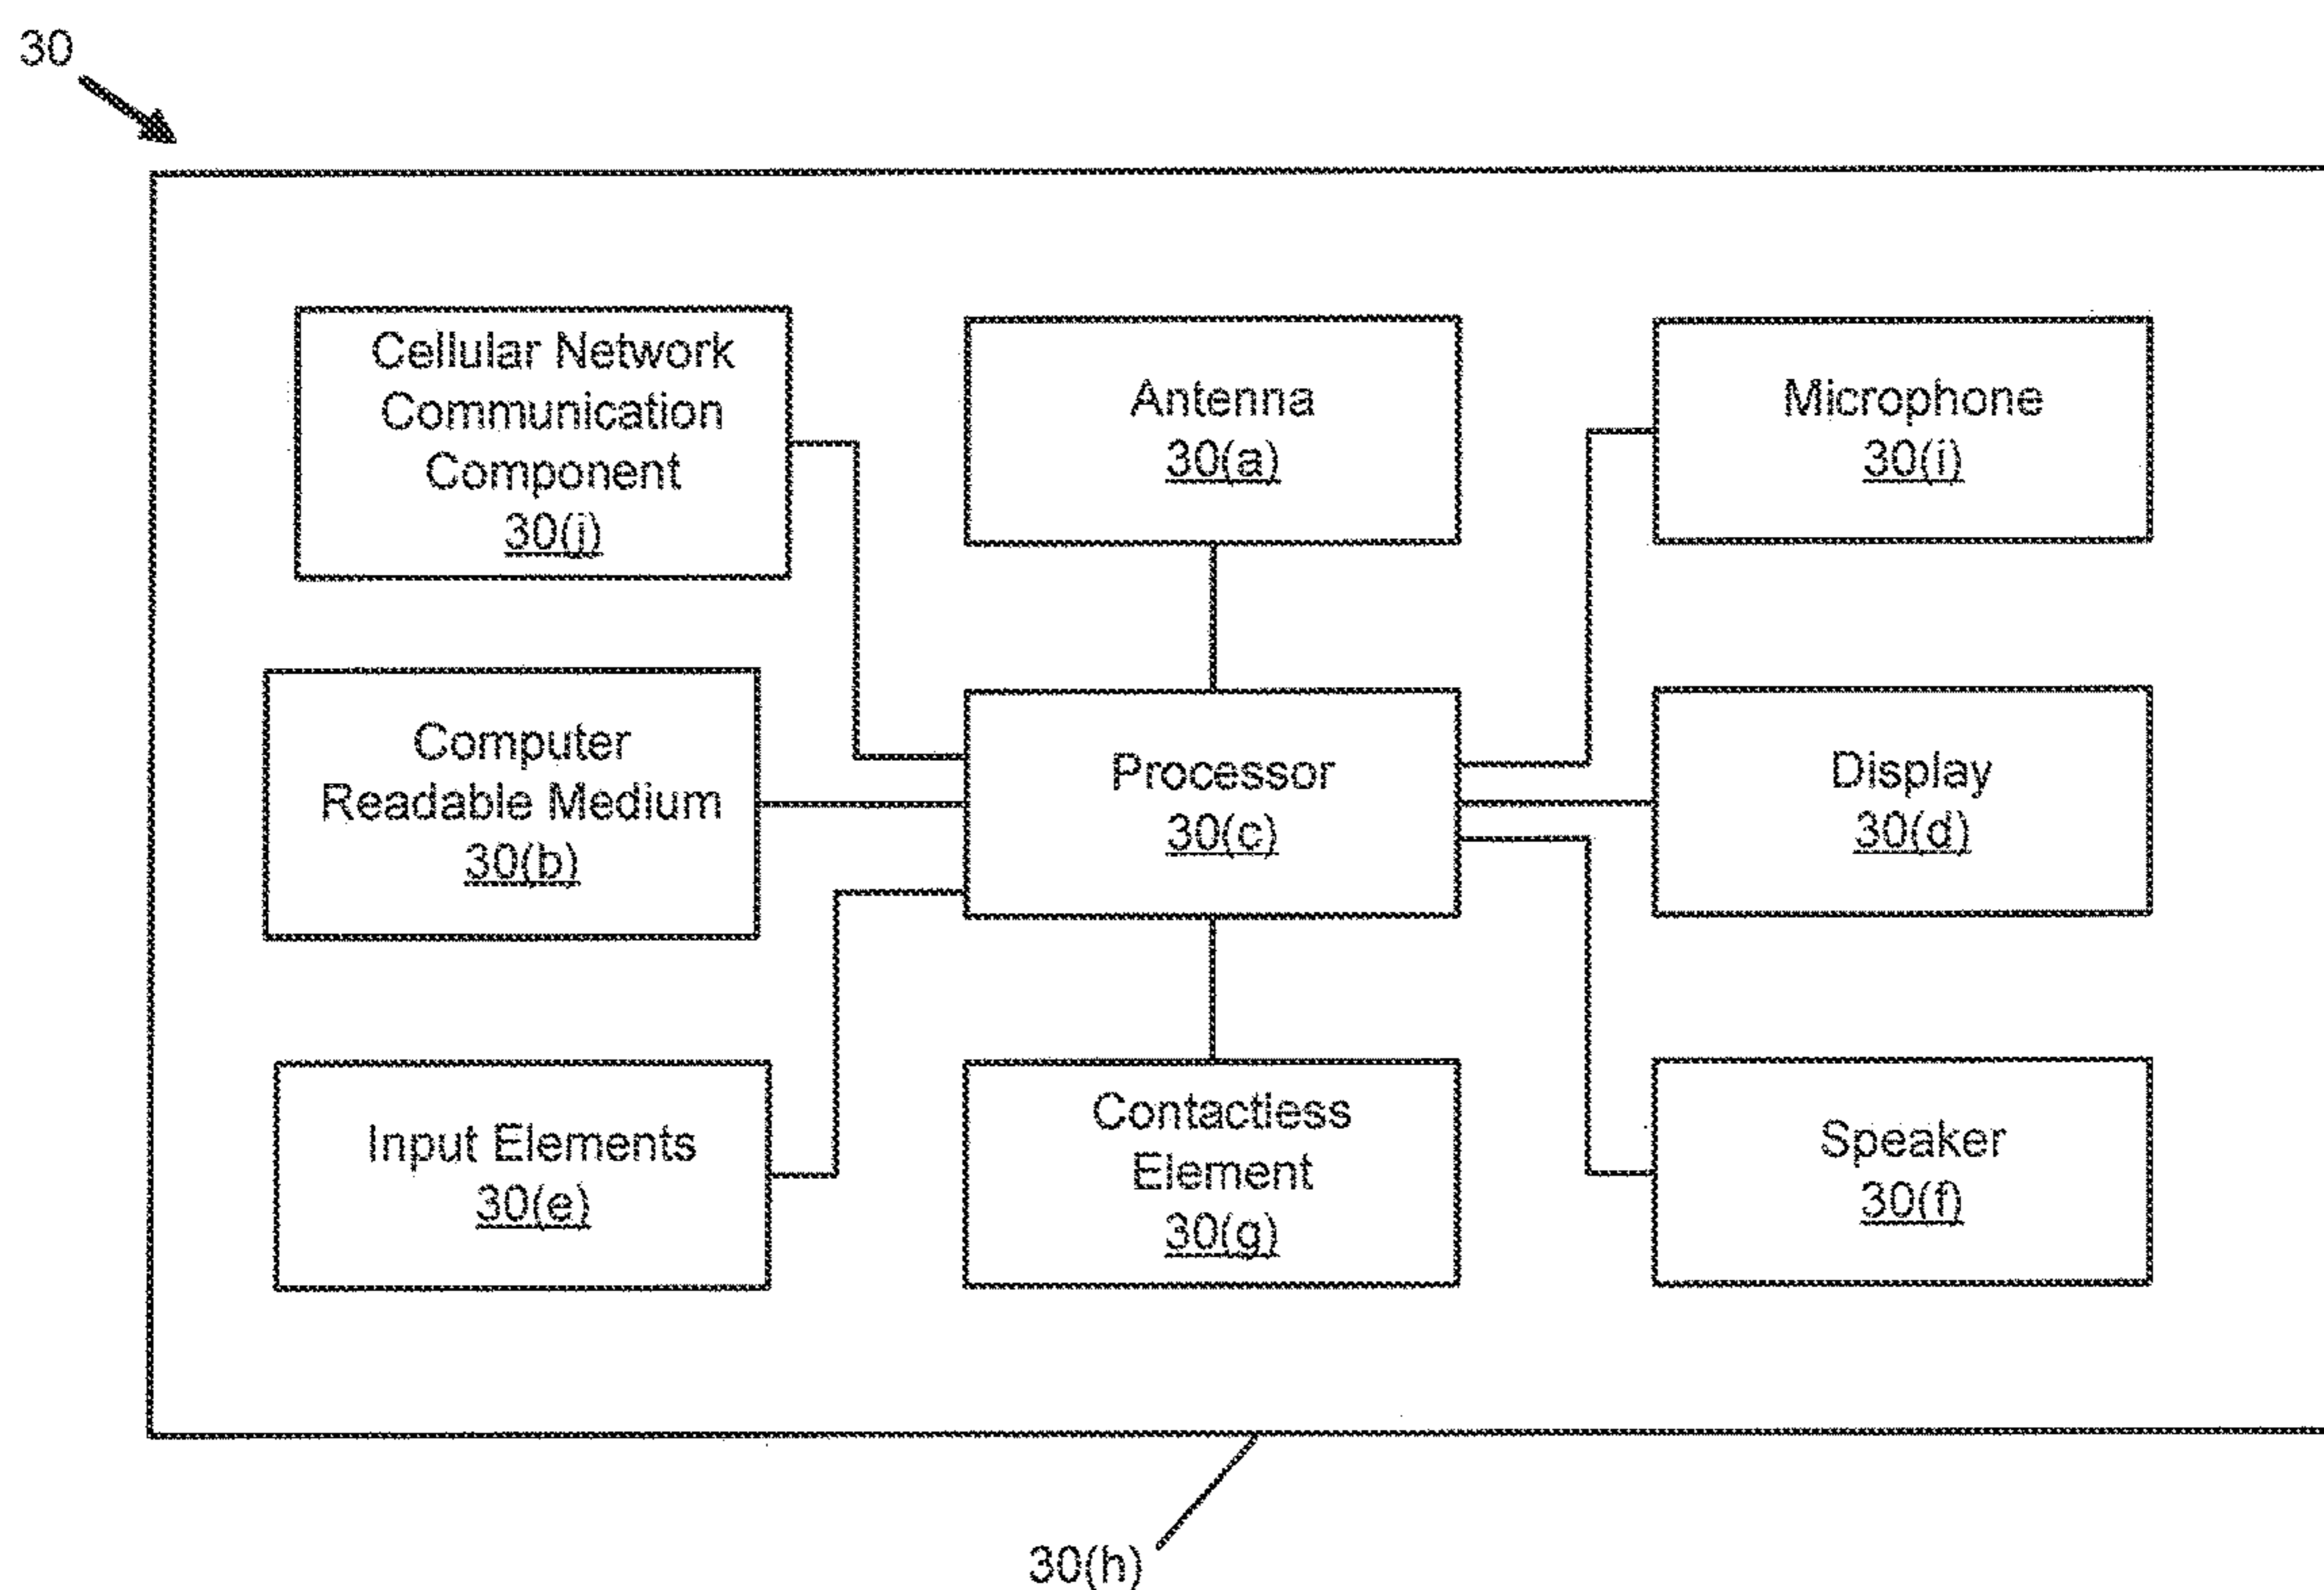 30
Cellular Network
Communication
Component
30(j)
Antenna
30(a)
Microphone
30(i)
Computer
Readable Medium
30(b)
Processor
30(c)
Display
30(d)
Input Elements
30(e)
Contactless
Element
30(g)
Speaker
30(f)
30(h)